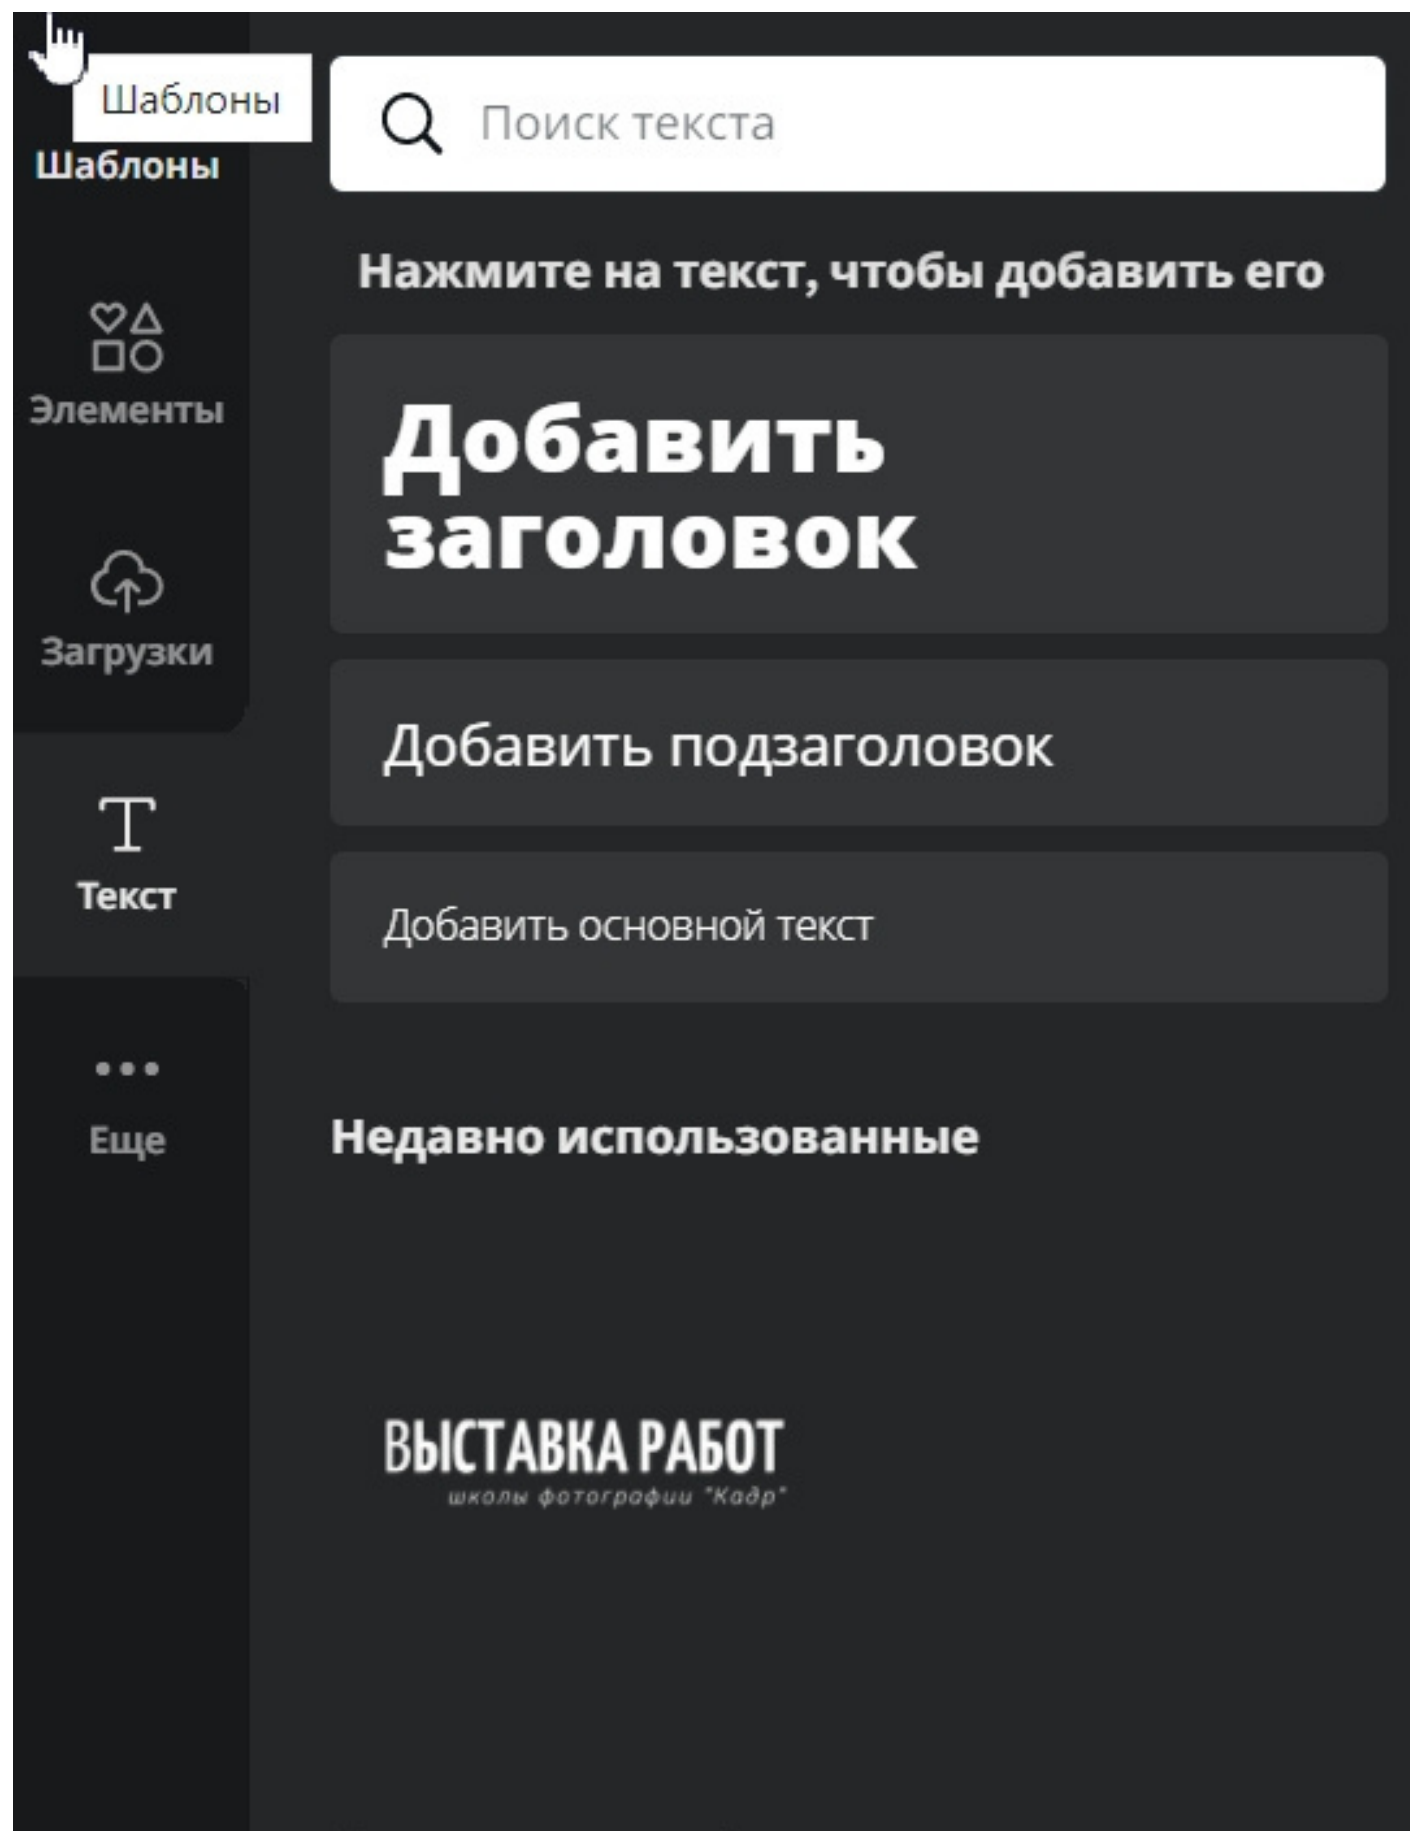 Шаблоны
Шаблоны
Элементы
Загрузки
Текст
Еще
Поиск текста
Нажмите на текст, чтобы добавить его
Добавить
заголовок
Добавить подзаголовок
Добавить основной текст
Недавно использованные
ВЫСТАВКА РАБОТ
школы фотографии "Кадр"